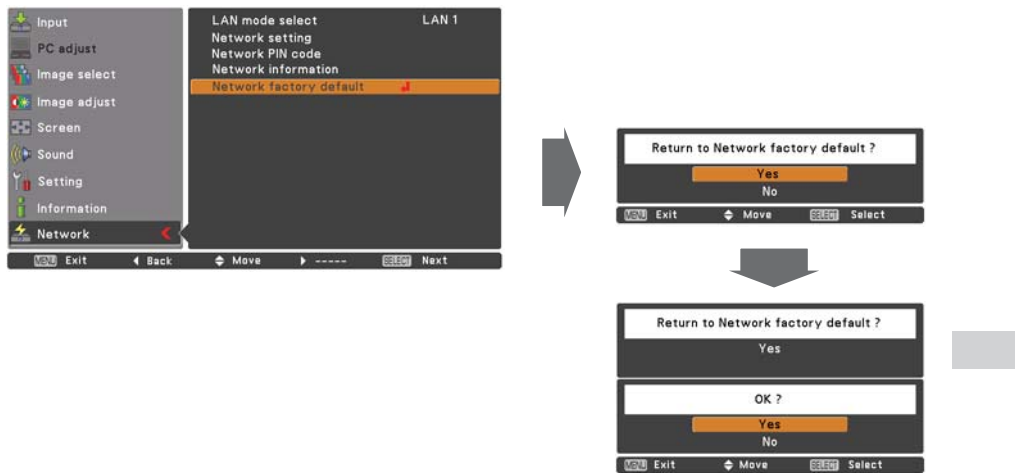 Input
PC adjust
Image select
Image adjust
Screen
Sound
Setting
Information
Network
LAN mode select LAN 1
Network setting
Network PIN code
Network information
Network factory default
MENU Exit Back Move ----- SELECT Next
Return to Network factory default ?
Yes
No
MENU Exit Move SELECT Select
Return to Network factory default ?
Yes
OK ?
Yes
No
MENU Exit Move SELECT Select